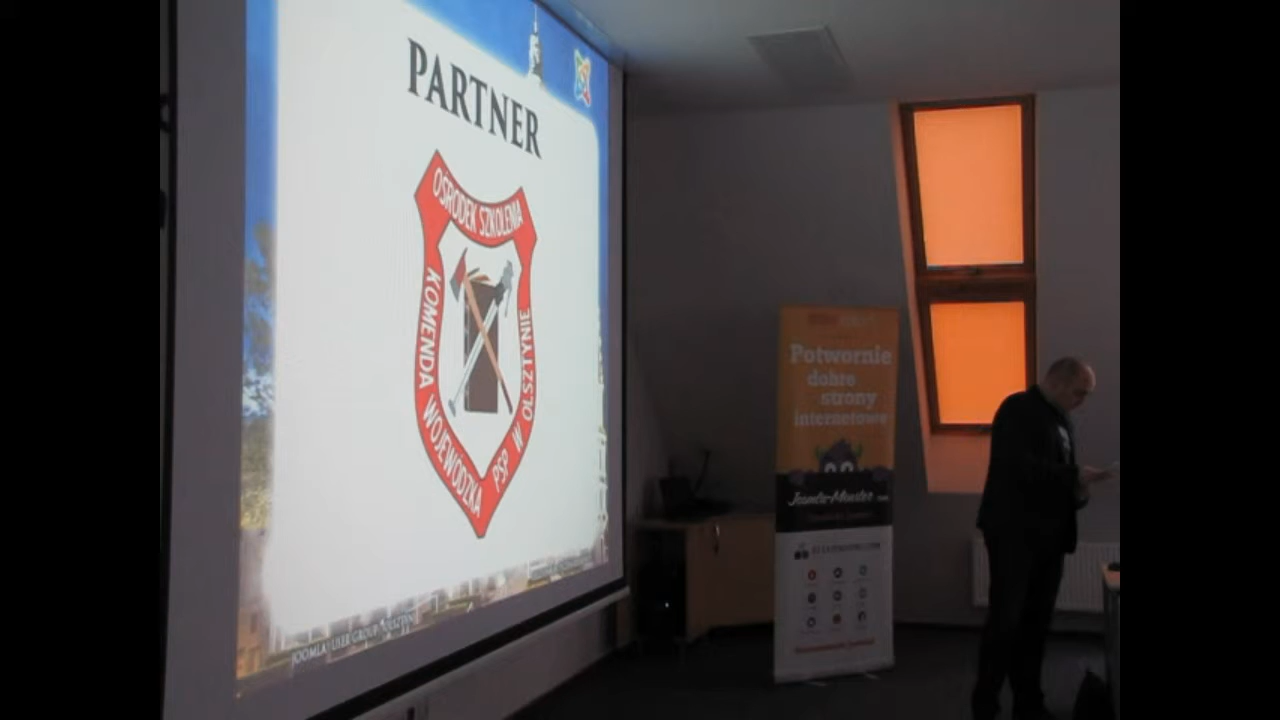 PARTNER
OŚRODEK SZKOLENIA
KOMENDA WOJEWÓDZKA PSP W OLSZTYNIE
JOOMLA! USER GROUP OLSZTYN
Potwornie
dobre
strony
internetowe
Joomla-Monster